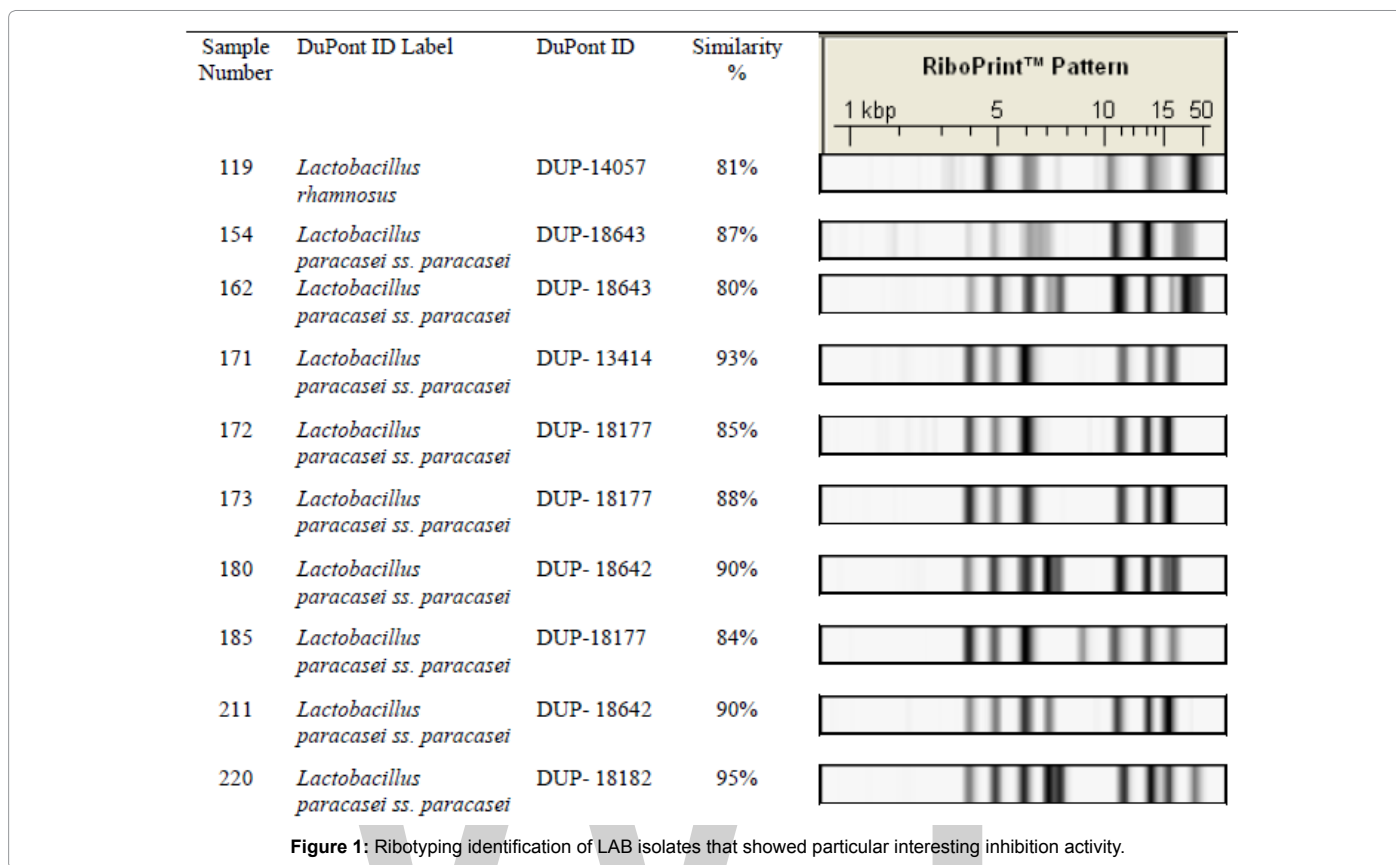 Sample DuPont ID Label DuPont ID Similarity
Number %
RiboPrint™ Pattern
1 kbp 5 10 15 50
119 Lactobacillus DUP-14057 81%
rhamnosus
154 Lactobacillus DUP-18643 87%
paracasei ss. paracasei
162 Lactobacillus DUP- 18643 80%
paracasei ss. paracasei
171 Lactobacillus DUP- 13414 93%
paracasei ss. paracasei
172 Lactobacillus DUP- 18177 85%
paracasei ss. paracasei
173 Lactobacillus DUP- 18177 88%
paracasei ss. paracasei
180 Lactobacillus DUP- 18642 90%
paracasei ss. paracasei
185 Lactobacillus DUP-18177 84%
paracasei ss. paracasei
211 Lactobacillus DUP- 18642 90%
paracasei ss. paracasei
220 Lactobacillus DUP- 18182 95%
paracasei ss. paracasei
Figure 1: Ribotyping identification of LAB isolates that showed particular interesting inhibition activity.